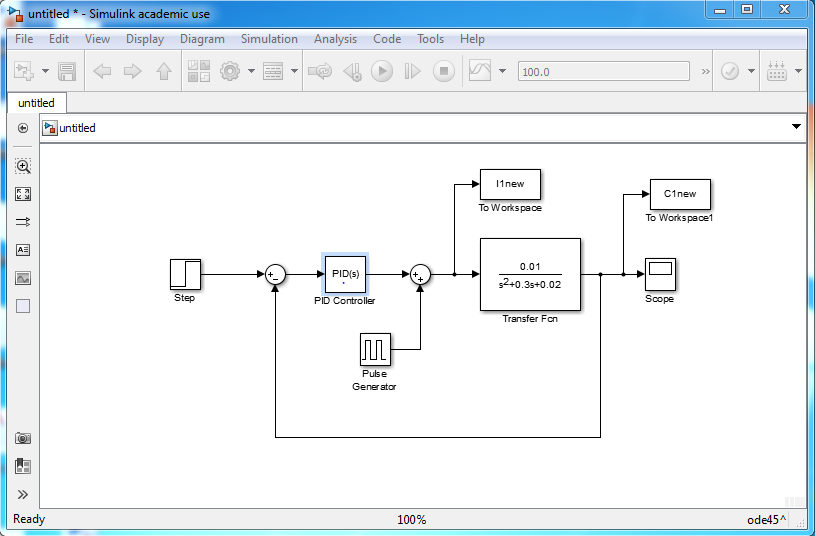 untitled * - Simulink academic use
File Edit View Display Diagram Simulation Analysis Code Tools Help
100.0
»
untitled
untitled
I1new
To Workspace
C1new
To Workspace1
Step
+
−
PID(s)
PID Controller
+
+
0.01
s²+0.3s+0.02
Transfer Fcn
Scope
Pulse
Generator
Ready 100% ode45^